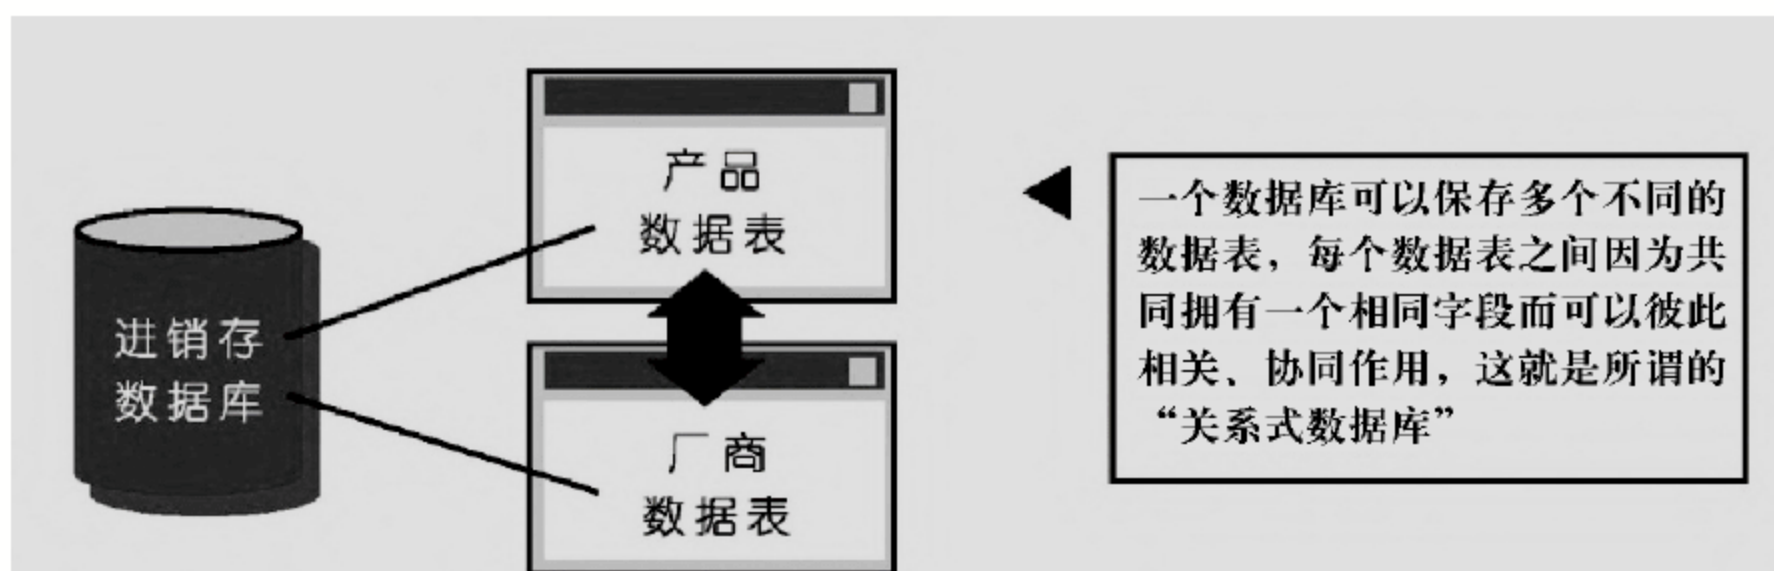 进销存
数据库
产品
数据表
厂商
数据表
一个数据库可以保存多个不同的
数据表，每个数据表之间因为共
同拥有一个相同字段而可以彼此
相关、协同作用，这就是所谓的
“关系式数据库”